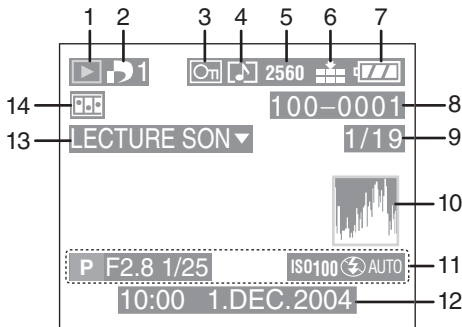 1 2 3 4 5 6 7
1 2560
14 100-0001 8
13 LECTURE SON 1/19 9
10
P F2.8 1/25 ISO100 AUTO 11
10:00 1.DEC.2004 12